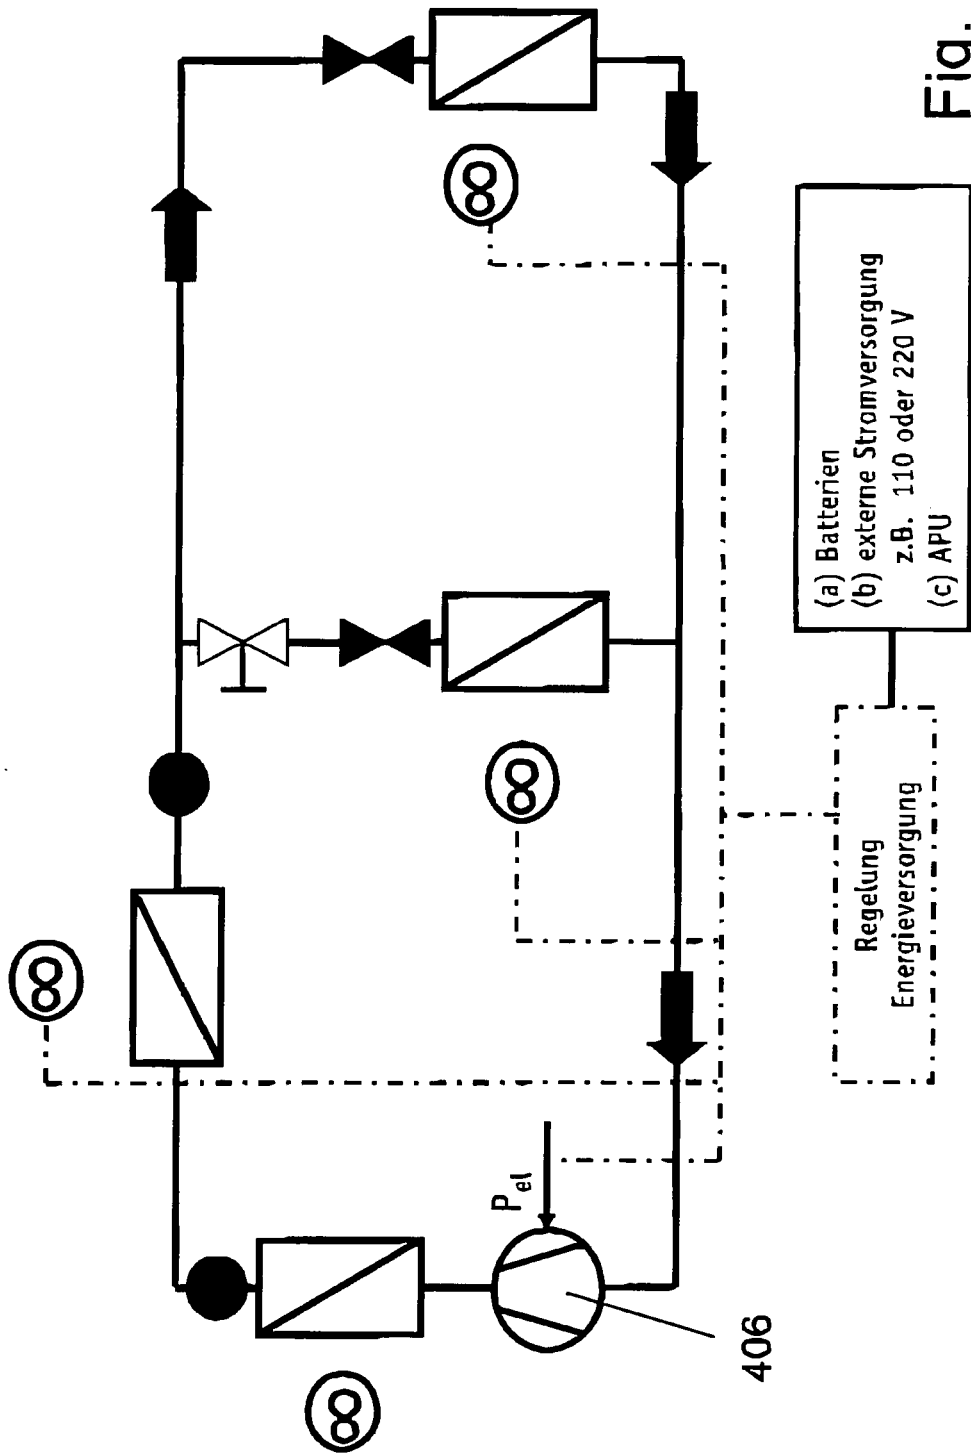 Fig.
P_el
406
(a) Batterien
(b) externe Stromversorgung
z.B. 110 oder 220 V
(c) APU
Regelung
Energieversorgung